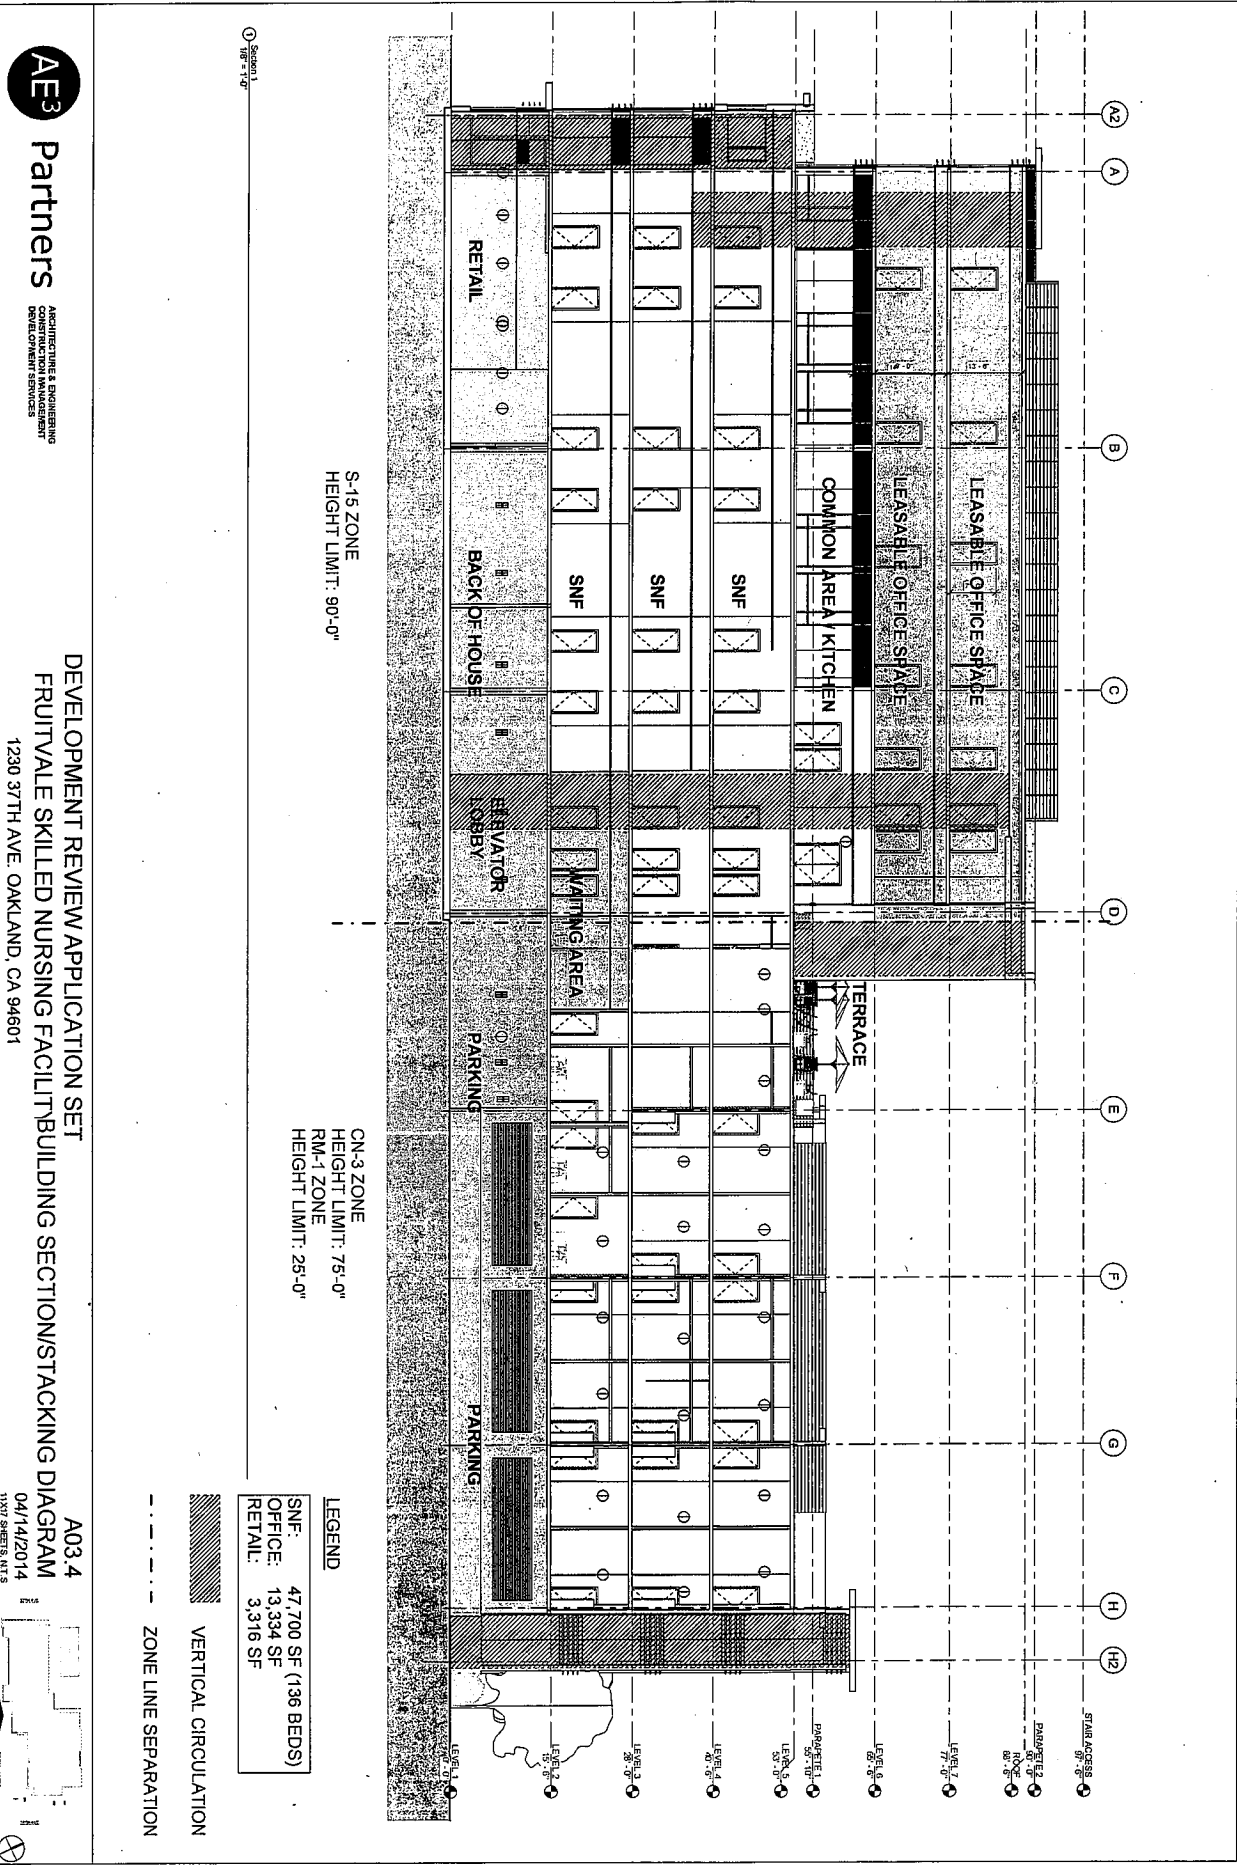 A2
A
B
C
D
E
F
G
H
H2
STAIR ACCESS
97'-6"
PARAPETE 2
90'-0"
ROOF
LEVEL 7
77'-0"
LEVEL 6
PARAPETE 1
LEVEL 5
53'-0"
LEVEL 4
LEVEL 3
28'-0"
LEVEL 2
15'-6"
LEVEL 1
13'-6"
LEASABLE OFFICE SPACE
LEASABLE OFFICE SPACE
COMMON AREA / KITCHEN
TERRACE
SNF
SNF
SNF
WAITING AREA
RETAIL
BACK OF HOUSE
ELEVATOR
LOBBY
PARKING
PARKING
S-15 ZONE
HEIGHT LIMIT: 90'-0"
CN-3 ZONE
HEIGHT LIMIT: 75'-0"
RM-1 ZONE
HEIGHT LIMIT: 25'-0"
LEGEND
SNF: 47,700 SF (136 BEDS)
OFFICE: 13,334 SF
RETAIL: 3,316 SF
VERTICAL CIRCULATION
ZONE LINE SEPARATION
1 Section 1
1/8" = 1'-0"
AE3 Partners
ARCHITECTURE & ENGINEERING
CONSTRUCTION MANAGEMENT
DEVELOPMENT SERVICES
DEVELOPMENT REVIEW APPLICATION SET
FRUITVALE SKILLED NURSING FACILITY
1230 37TH AVE. OAKLAND, CA 94601
A03.4
BUILDING SECTION/STACKING DIAGRAM
04/14/2014
11X17 SHEETS, N.T.S